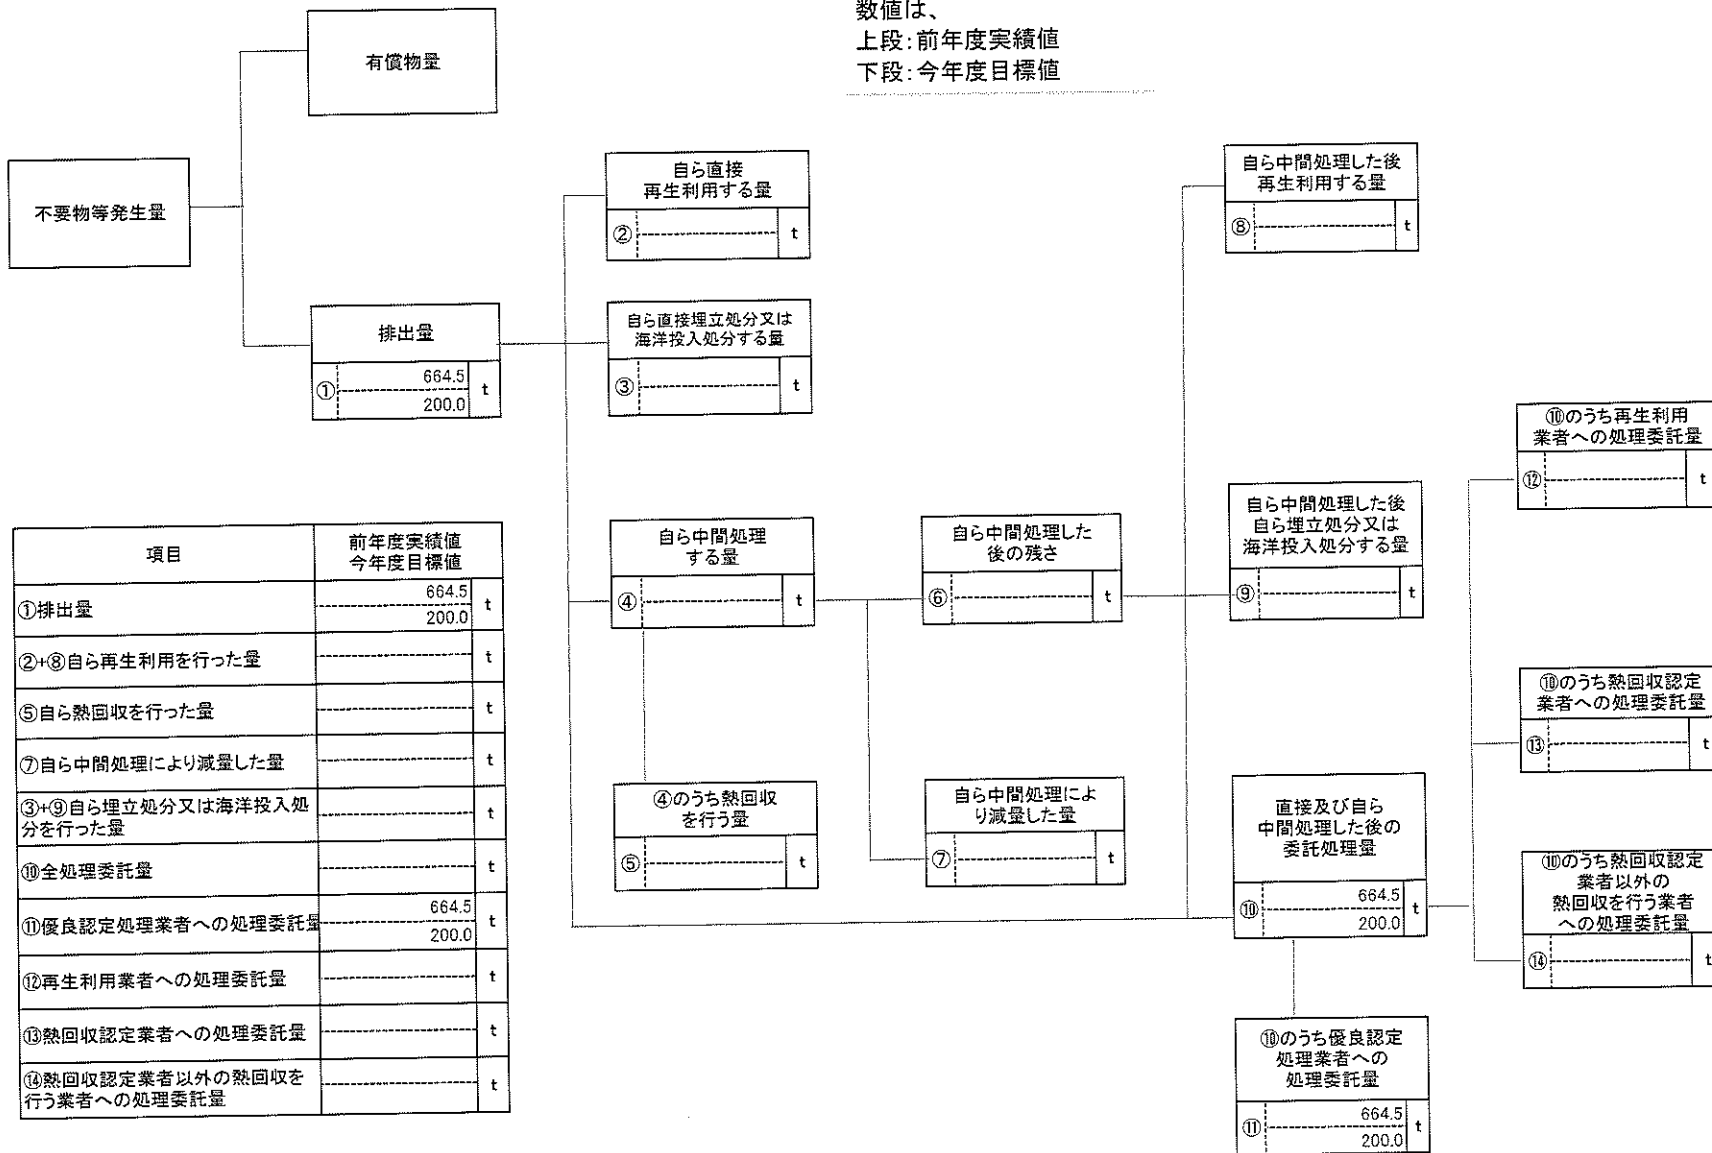 数値は、
上段:前年度実績値
下段:今年度目標値
有償物量
不要物等発生量
排出量
① 664.5 t
200.0
自ら直接
再生利用する量
② t
自ら直接埋立処分又は
海洋投入処分する量
③ t
自ら中間処理
する量
④ t
④のうち熱回収
を行う量
⑤ t
自ら中間処理した
後の残さ
⑥ t
自ら中間処理によ
り減量した量
⑦ t
自ら中間処理した後
再生利用する量
⑧ t
自ら中間処理した後
自ら埋立処分又は
海洋投入処分する量
⑨ t
直接及び自ら
中間処理した後の
委託処理量
⑩ 664.5 t
200.0
⑩のうち優良認定
処理業者への
処理委託量
⑪ 664.5 t
200.0
⑩のうち再生利用
業者への処理委託量
⑫ t
⑩のうち熱回収認定
業者への処理委託量
⑬ t
⑩のうち熱回収認定
業者以外の
熱回収を行う業者
への処理委託量
⑭ t
項目
前年度実績値
今年度目標値
①排出量 664.5 t
200.0
②+⑧自ら再生利用を行った量 t
⑤自ら熱回収を行った量 t
⑦自ら中間処理により減量した量 t
③+⑨自ら埋立処分又は海洋投入処
分を行った量 t
⑩全処理委託量 t
⑪優良認定処理業者への処理委託量 664.5 t
200.0
⑫再生利用業者への処理委託量 t
⑬熱回収認定業者への処理委託量 t
⑭熱回収認定業者以外の熱回収を
行う業者への処理委託量 t